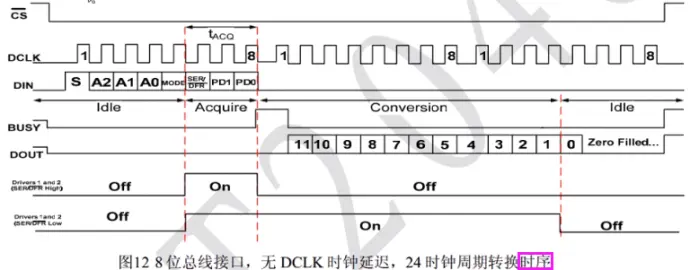 CS
tACQ
DCLK 1 8 1 8 1 8
DIN S A2 A1 A0 MODE SER/DFR PD1 PD0
Idle Acquire Conversion Idle
BUSY
DOUT 11 10 9 8 7 6 5 4 3 2 1 0 Zero Filled...
Drivers 1 and 2
(SER/DFR High) Off On Off
Drivers 1 and 2
(SER/DFR Low Off On Off
图12 8 位总线接口，无 DCLK 时钟延迟，24 时钟周期转换时序